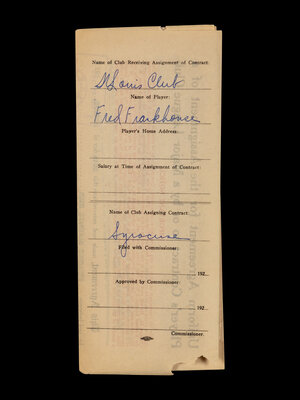 Name of Club Receiving Assignment of Contract:
St Louis Club
Name of Player:
Fred Frankhouse
Player's Home Address:
Salary at Time of Assignment of Contract:
Name of Club Assigning Contract:
Syracuse
Filed with Commissioner:
192
Approved by Commissioner:
192
Commissioner.